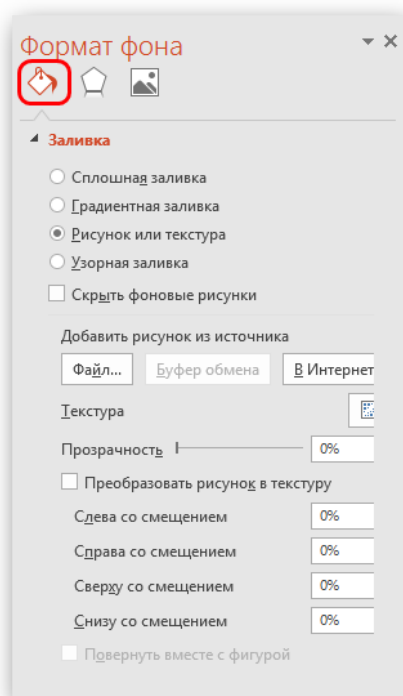 Формат фона
Заливка
Сплошная заливка
Градиентная заливка
Рисунок или текстура
Узорная заливка
Скрыть фоновые рисунки
Добавить рисунок из источника
Файл... Буфер обмена В Интернет
Текстура
Прозрачность 0%
Преобразовать рисунок в текстуру
Слева со смещением 0%
Справа со смещением 0%
Сверху со смещением 0%
Снизу со смещением 0%
Повернуть вместе с фигурой